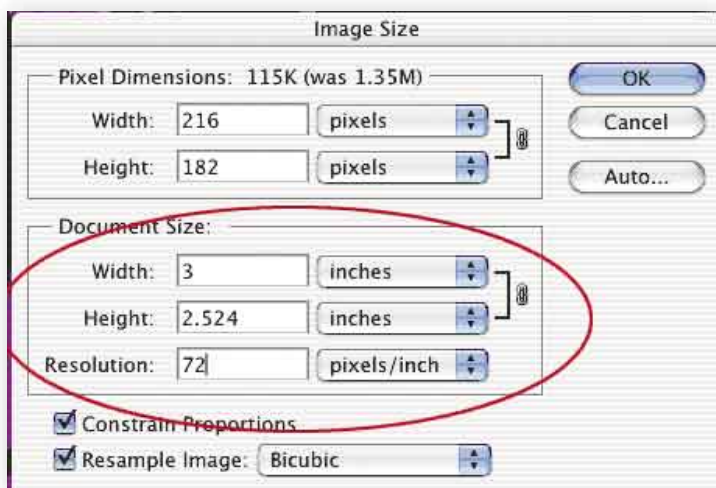 Image Size
Pixel Dimensions: 115K (was 1.35M)
Width: 216 pixels
Height: 182 pixels
OK
Cancel
Auto...
Document Size:
Width: 3 inches
Height: 2.524 inches
Resolution: 72 pixels/inch
Constrain Proportions
Resample Image: Bicubic